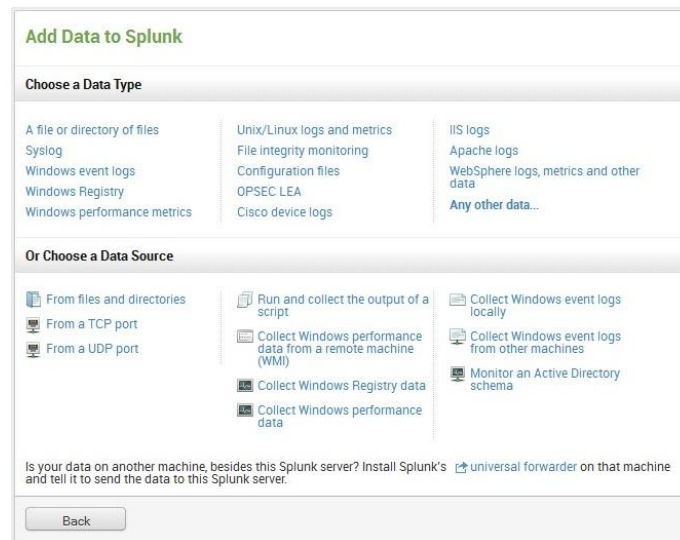 Add Data to Splunk
Choose a Data Type
A file or directory of files
Syslog
Windows event logs
Windows Registry
Windows performance metrics
Unix/Linux logs and metrics
File integrity monitoring
Configuration files
OPSEC LEA
Cisco device logs
IIS logs
Apache logs
WebSphere logs, metrics and other
data
Any other data...
Or Choose a Data Source
From files and directories
From a TCP port
From a UDP port
Run and collect the output of a
script
Collect Windows performance
data from a remote machine
(WMI)
Collect Windows Registry data
Collect Windows performance
data
Collect Windows event logs
locally
Collect Windows event logs
from other machines
Monitor an Active Directory
schema
Is your data on another machine, besides this Splunk server? Install Splunk's universal forwarder on that machine
and tell it to send the data to this Splunk server.
Back